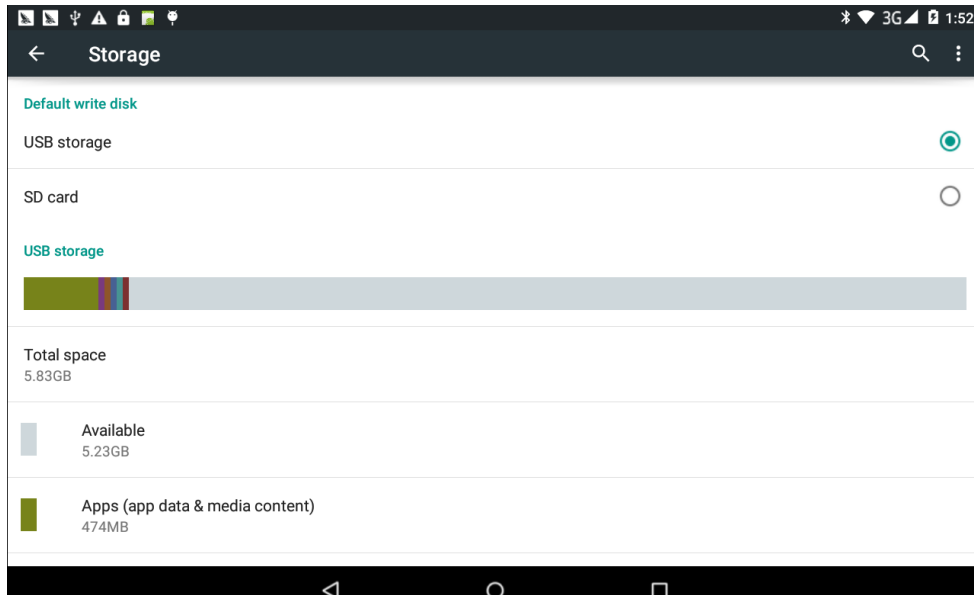 3G 1:52
Storage
Default write disk
USB storage
SD card
USB storage
Total space
5.83GB
Available
5.23GB
Apps (app data & media content)
474MB